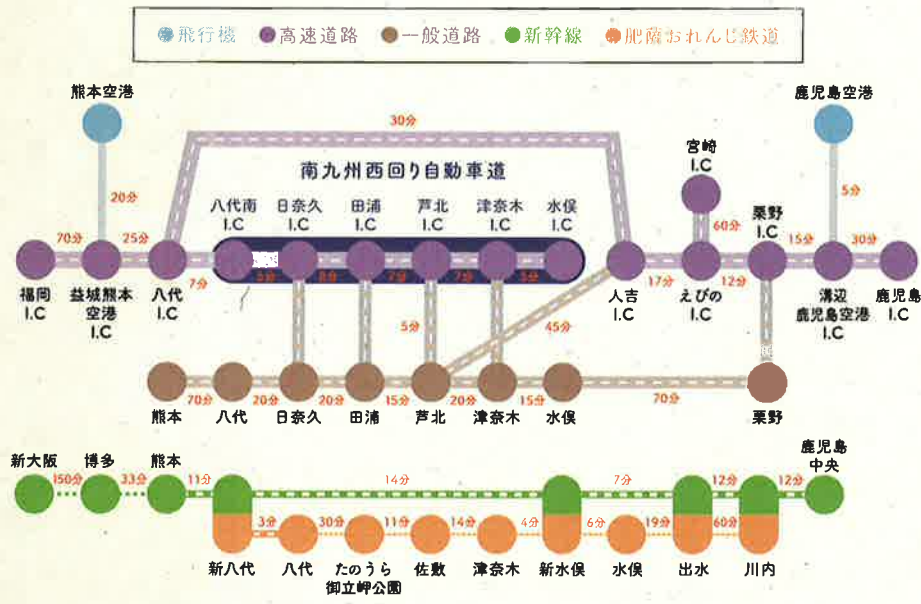 飛行機 高速道路 一般道路 新幹線 肥薩おれんじ鉄道
熊本空港
鹿児島空港
30分
宮崎
I.C
南九州西回り自動車道
20分
5分
八代南
I.C
日奈久
I.C
田浦
I.C
芦北
I.C
津奈木
I.C
水俣
I.C
60分
栗野
I.C
70分
25分
7分
8分
7分
7分
5分
17分
12分
15分
30分
福岡
I.C
益城熊本
空港
I.C
八代
I.C
人吉
I.C
えびの
I.C
溝辺
鹿児島空港
I.C
鹿児島
I.C
5分
45分
70分
20分
20分
15分
20分
15分
70分
熊本
八代
日奈久
田浦
芦北
津奈木
水俣
栗野
新大阪
博多
熊本
鹿児島
中央
150分
33分
11分
14分
7分
12分
12分
3分
30分
11分
14分
4分
6分
19分
60分
新八代
八代
たのうら
御立岬公園
佐敷
津奈木
新水俣
水俣
出水
川内